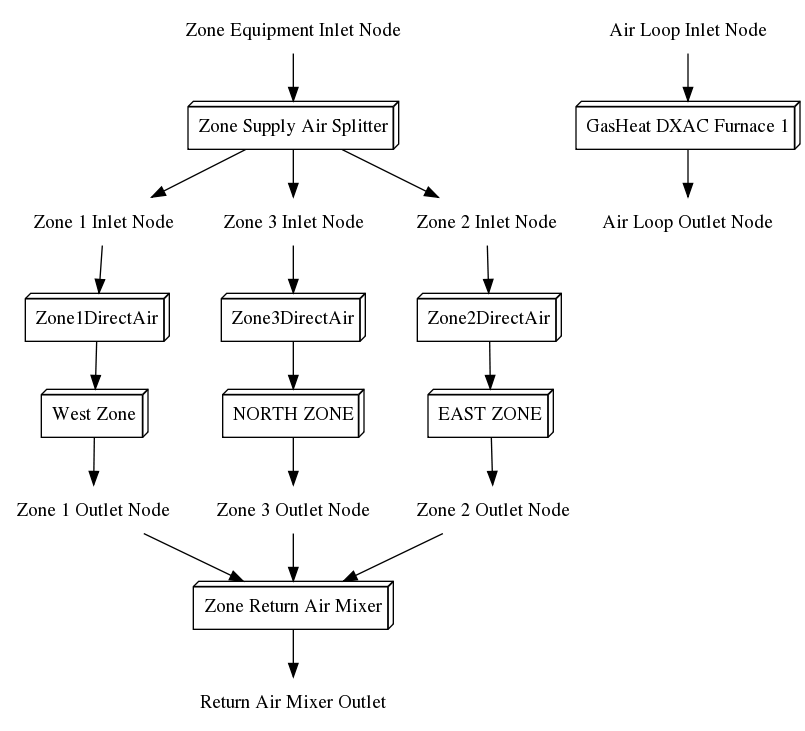 Zone Equipment Inlet Node
Air Loop Inlet Node
Zone Supply Air Splitter
GasHeat DXAC Furnace 1
Zone 1 Inlet Node
Zone 3 Inlet Node
Zone 2 Inlet Node
Air Loop Outlet Node
Zone1DirectAir
Zone3DirectAir
Zone2DirectAir
West Zone
NORTH ZONE
EAST ZONE
Zone 1 Outlet Node
Zone 3 Outlet Node
Zone 2 Outlet Node
Zone Return Air Mixer
Return Air Mixer Outlet